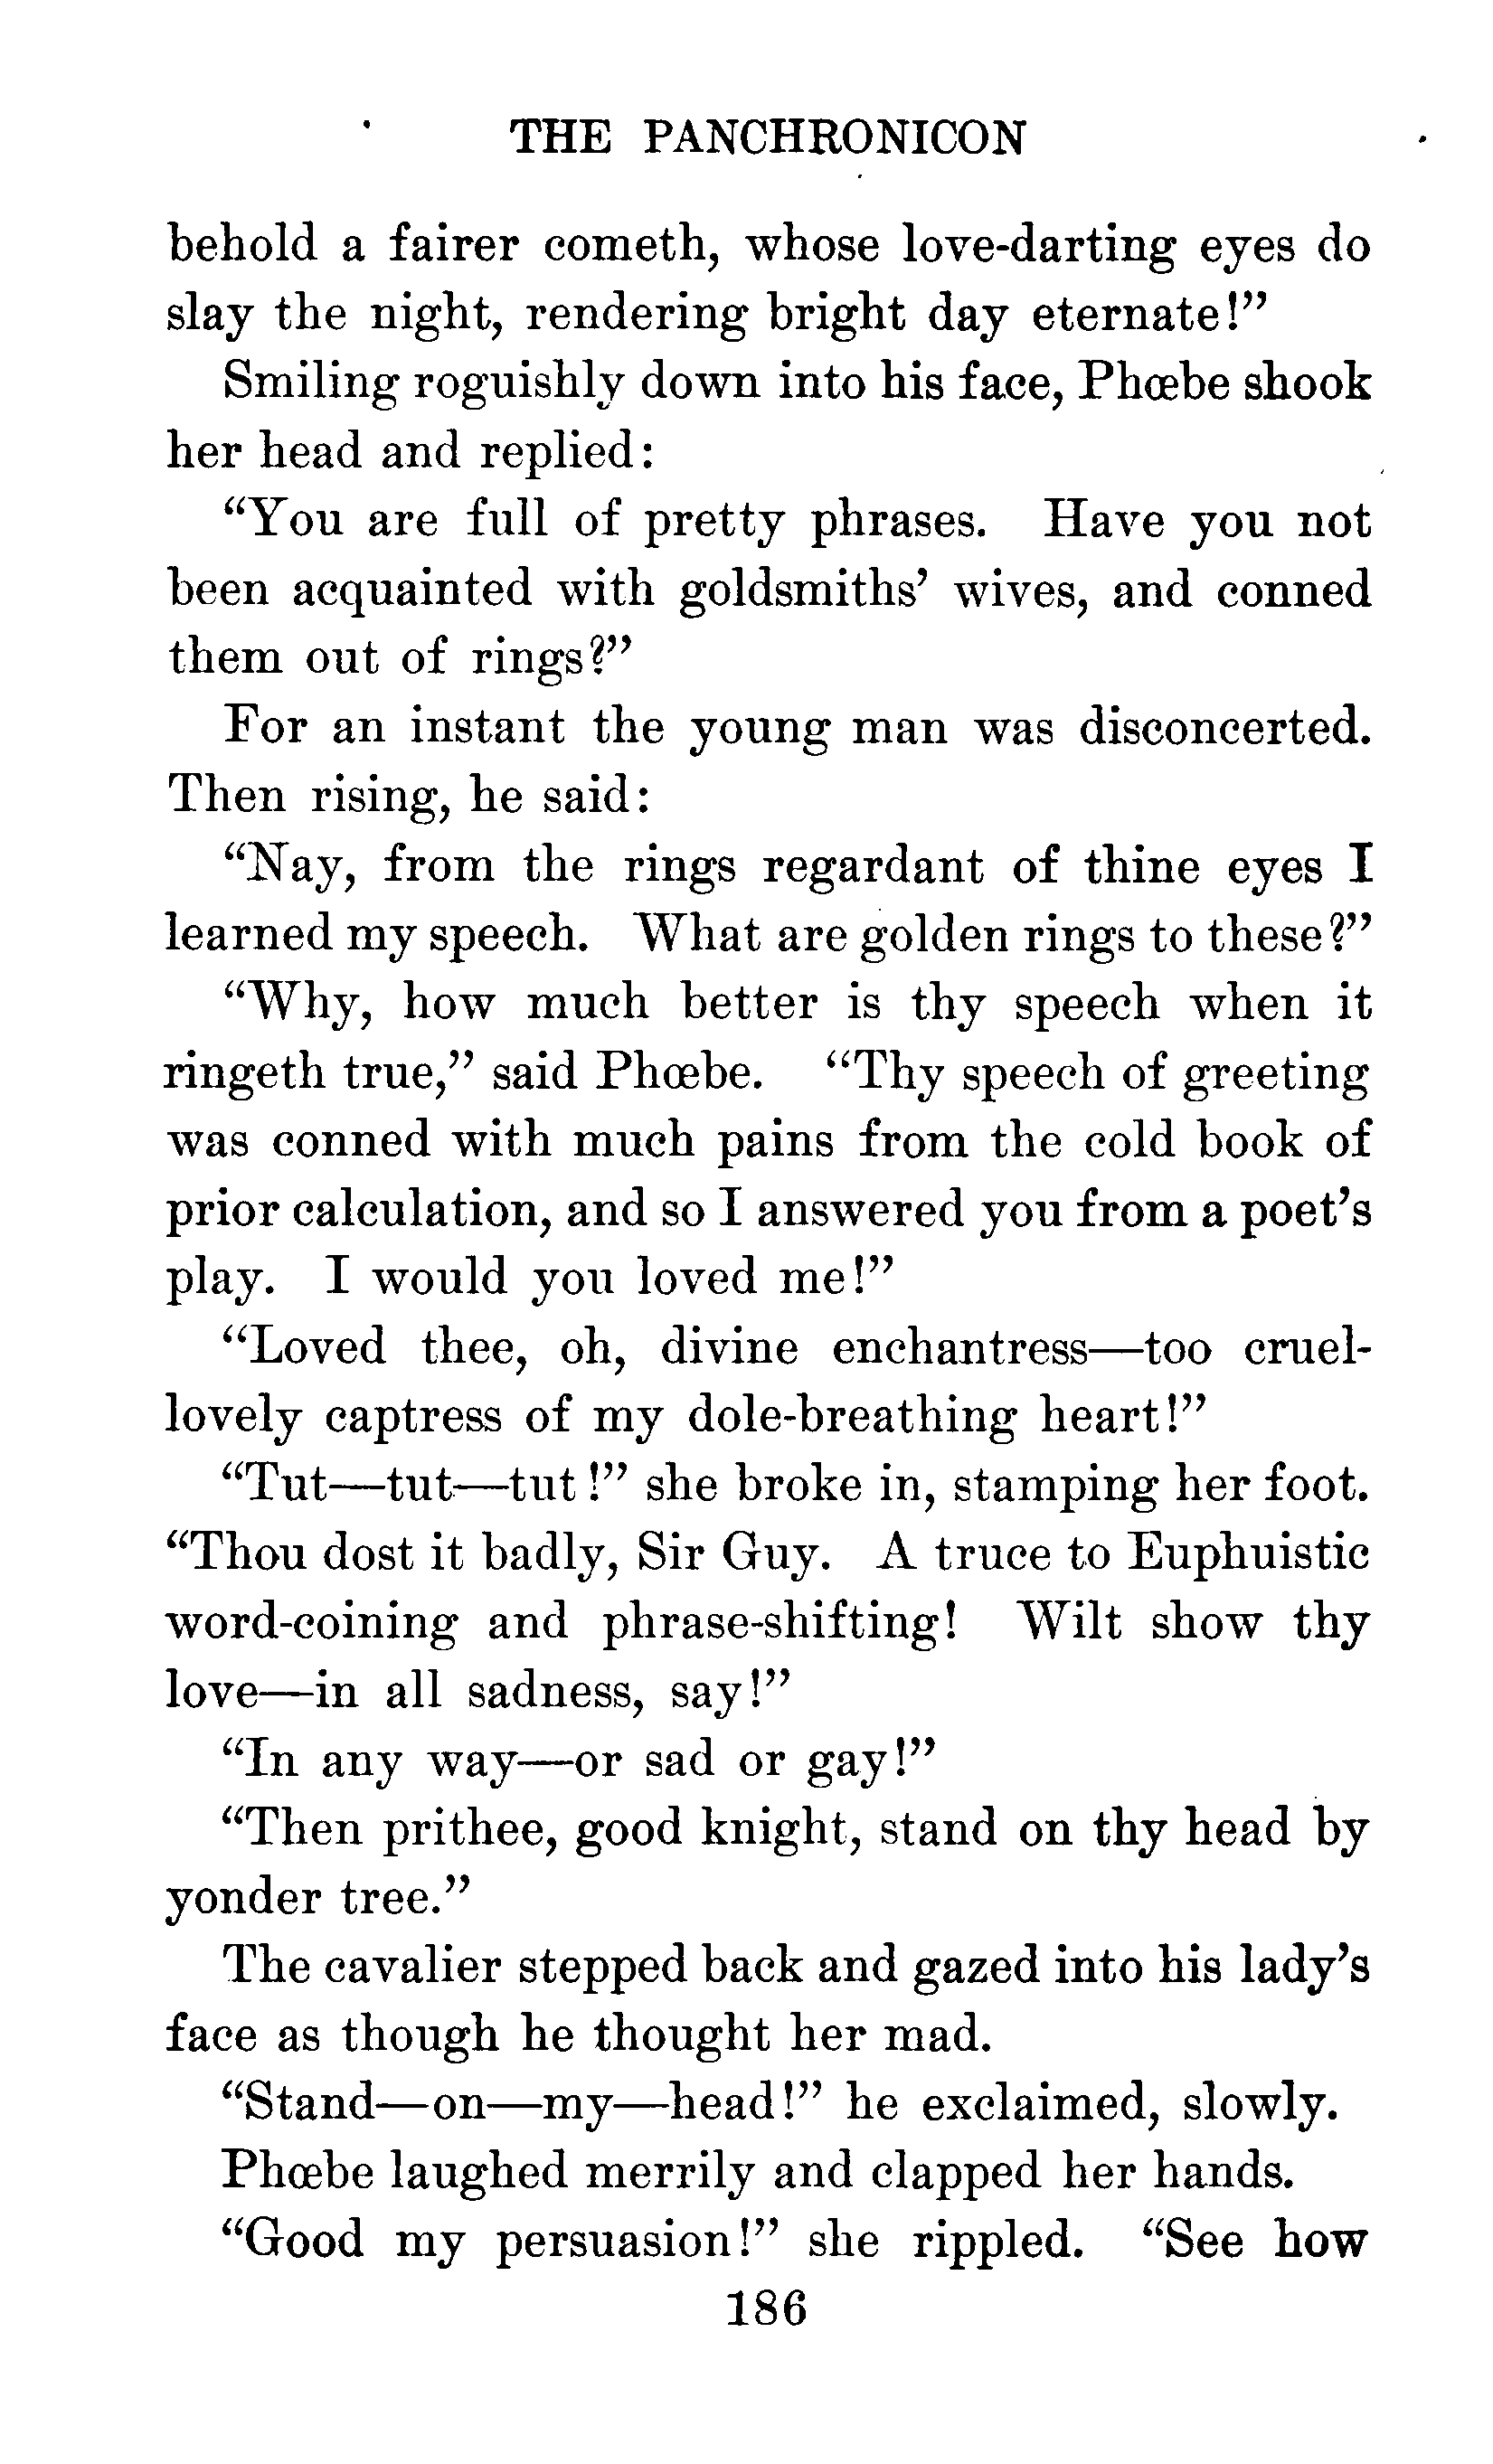 THE PANCHRONICON
behold a fairer cometh, whose love-darting eyes do
slay the night, rendering bright day eternate!”
Smiling roguishly down into his face, Phœbe shook
her head and replied:
“You are full of pretty phrases. Have you not
been acquainted with goldsmiths’ wives, and conned
them out of rings?”
For an instant the young man was disconcerted.
Then rising, he said:
“Nay, from the rings regardant of thine eyes I
learned my speech. What are golden rings to these?”
“Why, how much better is thy speech when it
ringeth true,” said Phœbe. “Thy speech of greeting
was conned with much pains from the cold book of
prior calculation, and so I answered you from a poet’s
play. I would you loved me!”
“Loved thee, oh, divine enchantress—too cruel-
lovely captress of my dole-breathing heart!”
“Tut—tut—tut!” she broke in, stamping her foot.
“Thou dost it badly, Sir Guy. A truce to Euphuistic
word-coining and phrase-shifting! Wilt show thy
love—in all sadness, say!”
“In any way—or sad or gay!”
“Then prithee, good knight, stand on thy head by
yonder tree.”
The cavalier stepped back and gazed into his lady’s
face as though he thought her mad.
“Stand—on—my—head!” he exclaimed, slowly.
Phœbe laughed merrily and clapped her hands.
“Good my persuasion!” she rippled. “See how
186